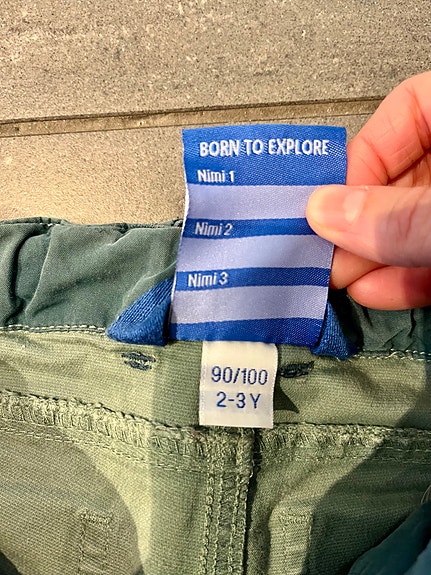 BORN TO EXPLORE
Nimi 1
Nimi 2
Nimi 3
90/100
2-3 Y